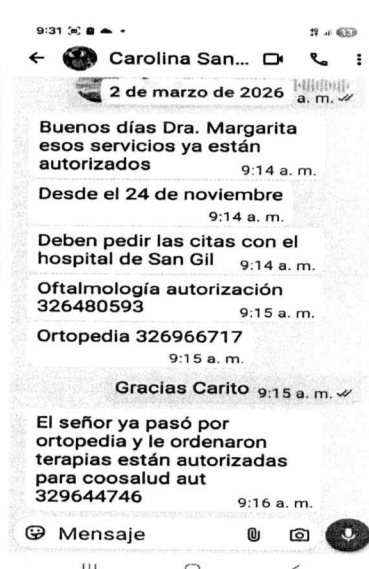 9:31
13
Carolina San...
2 de marzo de 2026
a. m.
Buenos días Dra. Margarita
esos servicios ya están
autorizados
9:14 a. m.
Desde el 24 de noviembre
9:14 a. m.
Deben pedir las citas con el
hospital de San Gil
9:14 a. m.
Oftalmología autorización
326480593
9:15 a. m.
Ortopedia 326966717
9:15 a. m.
Gracias Carito
9:15 a. m.
El señor ya pasó por
ortopedia y le ordenaron
terapias están autorizadas
para coosalud aut
329644746
9:16 a. m.
Mensaje